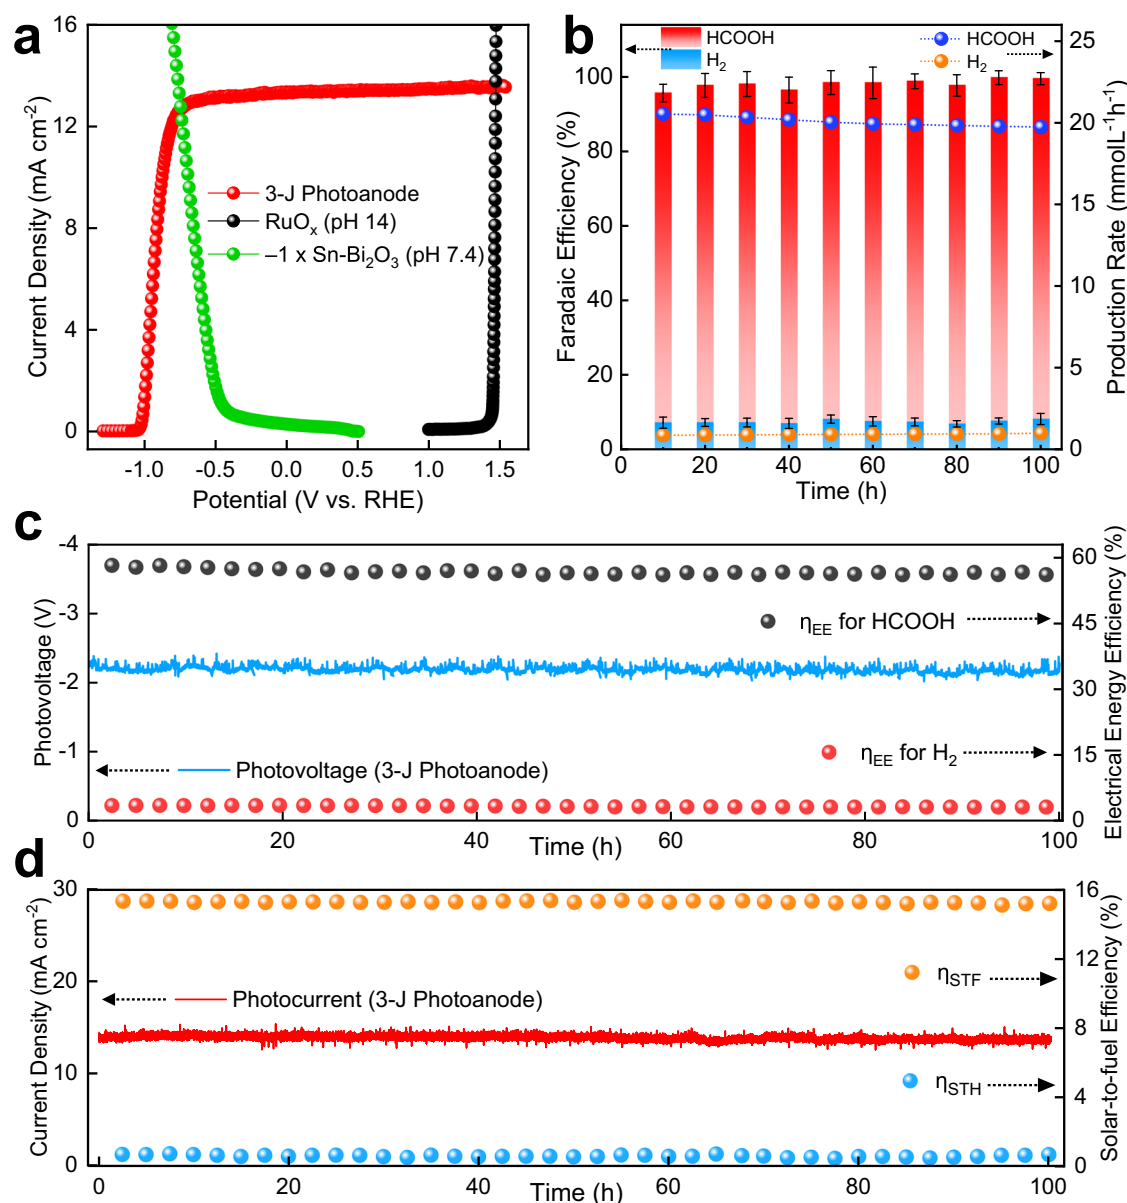 a
16
12
8
4
0
Current Density (mA cm-2)
3-J Photoanode
RuOx (pH 14)
–1 x Sn-Bi2O3 (pH 7.4)
-1.0 -0.5 0.0 0.5 1.0 1.5
Potential (V vs. RHE)
b
HCOOH
H2
HCOOH
H2
100
80
60
40
20
0
Faradaic Efficiency (%)
25
20
15
10
5
0
Production Rate (mmolL-1h-1)
0 20 40 60 80 100
Time (h)
c
-4
-3
-2
-1
0
Photovoltage (V)
60
45
30
15
0
Electrical Energy Efficiency (%)
ηEE for HCOOH
ηEE for H2
Photovoltage (3-J Photoanode)
0 20 40 60 80 100
Time (h)
d
30
20
10
0
Current Density (mA cm-2)
16
12
8
4
0
Solar-to-fuel Efficiency (%)
ηSTF
Photocurrent (3-J Photoanode)
ηSTH
0 20 40 60 80 100
Time (h)